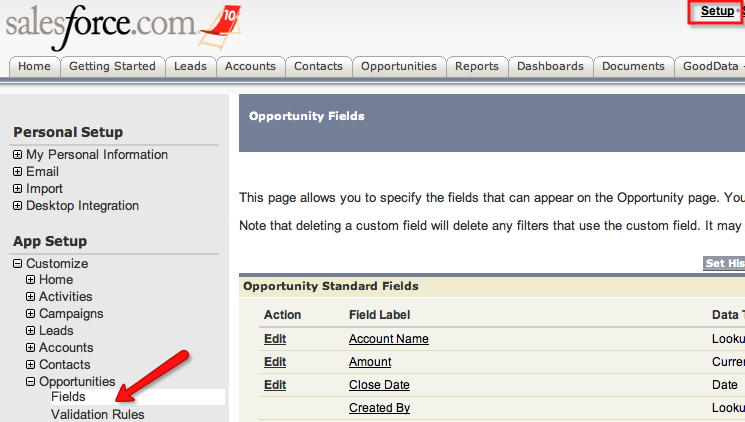 salesforce.com 10
Setup
Home Getting Started Leads Accounts Contacts Opportunities Reports Dashboards Documents GoodData
Opportunity Fields
Personal Setup
My Personal Information
Email
Import
Desktop Integration
App Setup
Customize
Home
Activities
Campaigns
Leads
Accounts
Contacts
Opportunities
Fields
Validation Rules
This page allows you to specify the fields that can appear on the Opportunity page. You
Note that deleting a custom field will delete any filters that use the custom field. It may
Set His
Opportunity Standard Fields
Action Field Label Data T
Edit Account Name Looku
Edit Amount Curre
Edit Close Date Date
Created By Looku